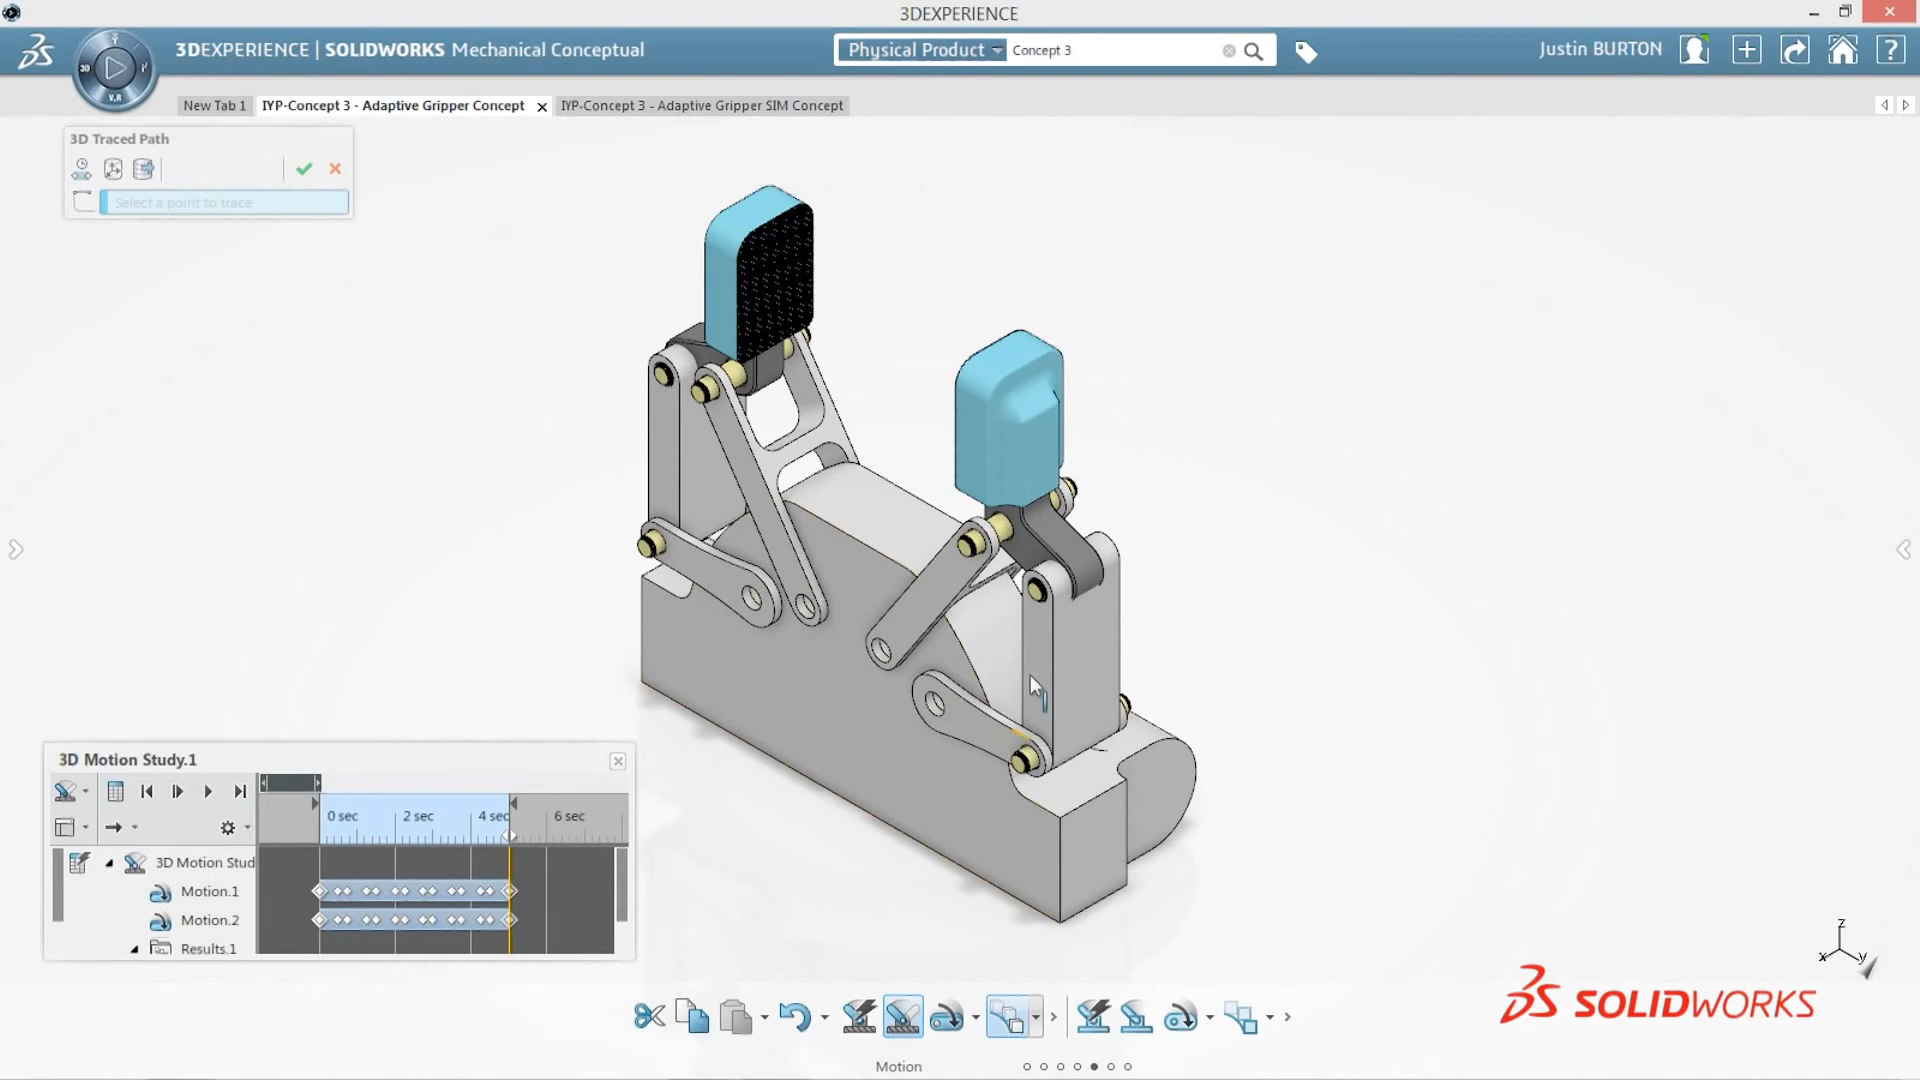 3DEXPERIENCE
3DEXPERIENCE | SOLIDWORKS Mechanical Conceptual
Physical Product
Concept 3
Justin BURTON
3D
V.R
New Tab 1
IYP-Concept 3 - Adaptive Gripper Concept
IYP-Concept 3 - Adaptive Gripper SIM Concept
3D Traced Path
Select a point to trace
3D Motion Study.1
0 sec
2 sec
4 sec
6 sec
3D Motion Stud
Motion.1
Motion.2
Results.1
z
x
y
SOLIDWORKS
Motion